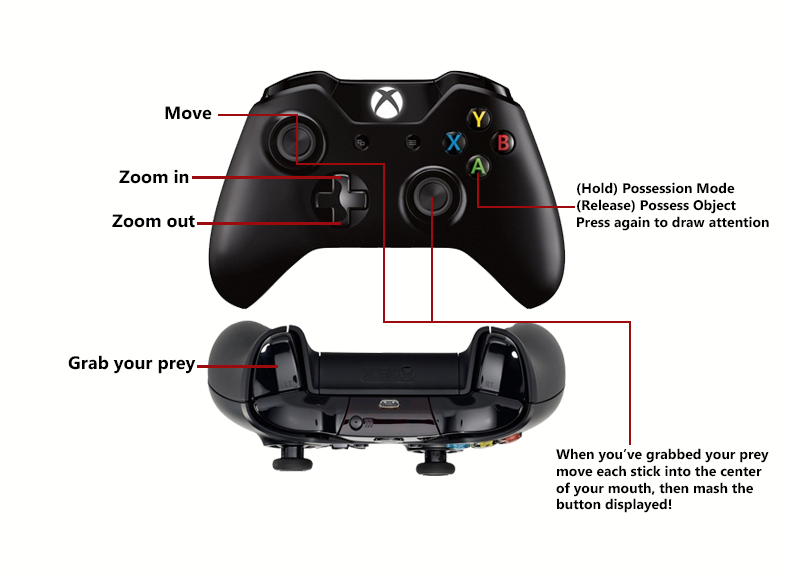 Move
Y
X
B
A
Zoom in
(Hold) Possession Mode
(Release) Possess Object
Press again to draw attention
Zoom out
Grab your prey
When you've grabbed your prey
move each stick into the center
of your mouth, then mash the
button displayed!